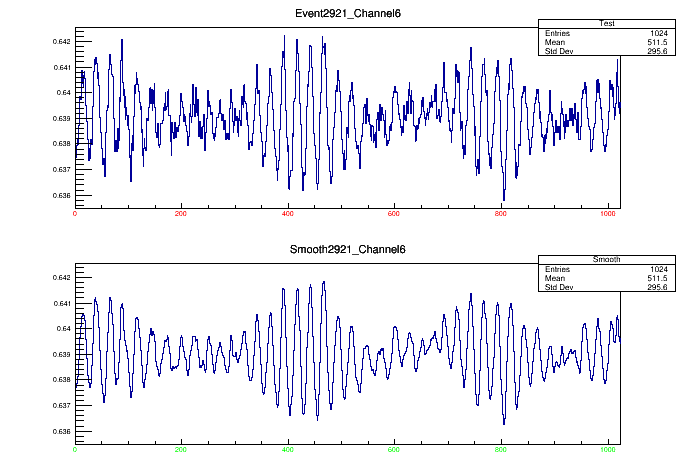 Event2921_Channel6
Test
Entries 1024
Mean 511.5
Std Dev 295.6
0.642
0.641
0.64
0.639
0.638
0.637
0.636
0 200 400 600 800 1000
Smooth2921_Channel6
Smooth
Entries 1024
Mean 511.5
Std Dev 295.6
0.642
0.641
0.64
0.639
0.638
0.637
0.636
0 200 400 600 800 1000